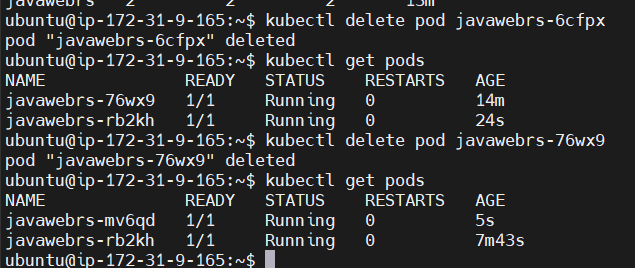 javawebrs   2         2         2       13m
ubuntu@ip-172-31-9-165:~$ kubectl delete pod javawebrs-6cfpx
pod "javawebrs-6cfpx" deleted
ubuntu@ip-172-31-9-165:~$ kubectl get pods
NAME              READY   STATUS    RESTARTS   AGE
javawebrs-76wx9   1/1     Running   0          14m
javawebrs-rb2kh   1/1     Running   0          24s
ubuntu@ip-172-31-9-165:~$ kubectl delete pod javawebrs-76wx9
pod "javawebrs-76wx9" deleted
ubuntu@ip-172-31-9-165:~$ kubectl get pods
NAME              READY   STATUS    RESTARTS   AGE
javawebrs-mv6qd   1/1     Running   0          5s
javawebrs-rb2kh   1/1     Running   0          7m43s
ubuntu@ip-172-31-9-165:~$